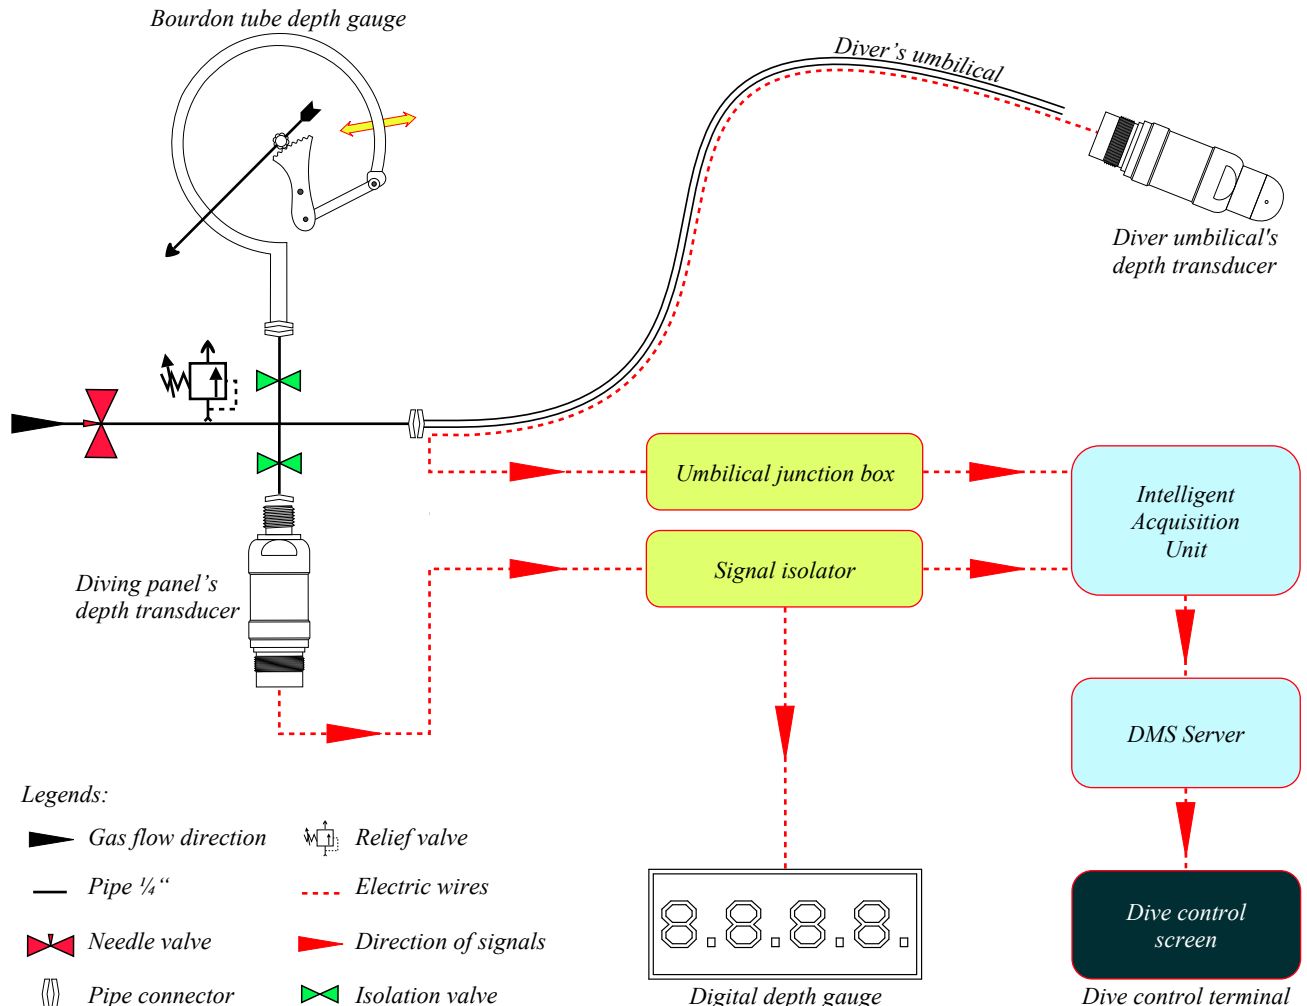 Bourdon tube depth gauge
Diver’s umbilical
Diver umbilical's
depth transducer
Umbilical junction box
Intelligent
Acquisition
Unit
Signal isolator
Diving panel’s
depth transducer
DMS Server
Legends:
Gas flow direction
Relief valve
Pipe ¼“
Electric wires
Needle valve
Direction of signals
Pipe connector
Isolation valve
8.8.8.8.
Digital depth gauge
Dive control
screen
Dive control terminal